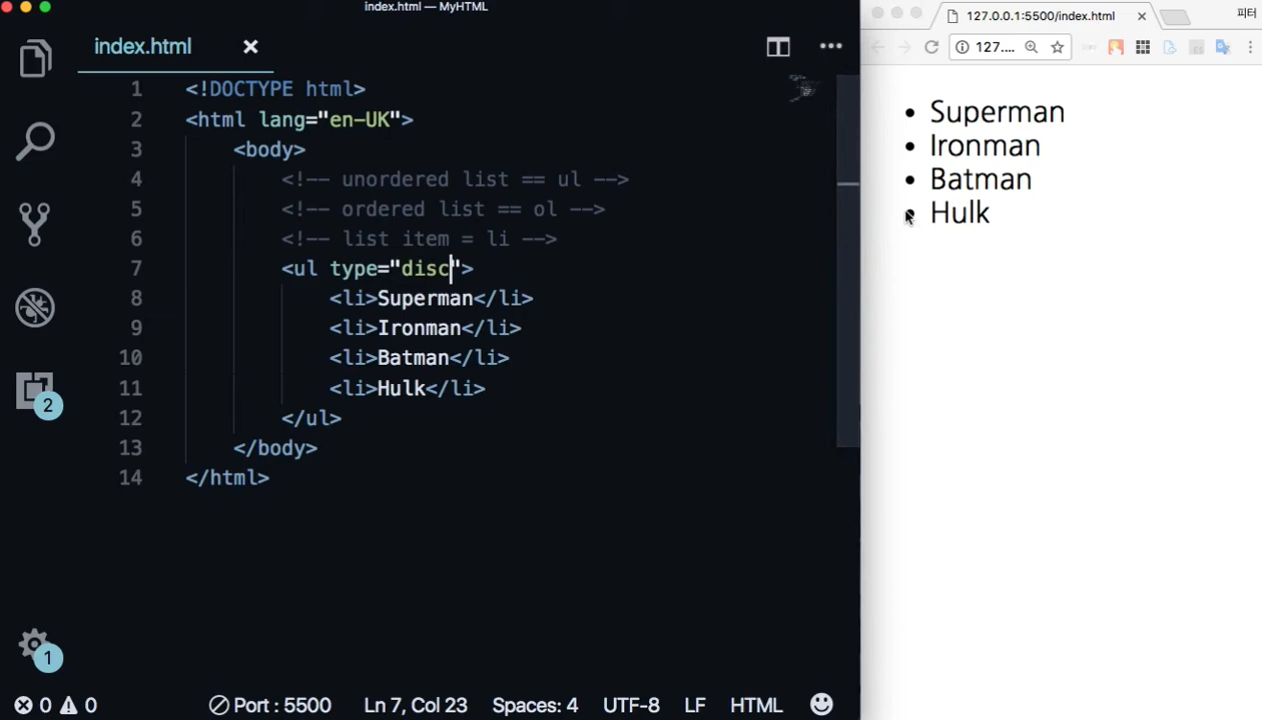 index.html — MyHTML
index.html
1 <!DOCTYPE html>
2 <html lang="en-UK">
3 <body>
4 <!-- unordered list == ul -->
5 <!-- ordered list == ol -->
6 <!-- list item = li -->
7 <ul type="disc">
8 <li>Superman</li>
9 <li>Ironman</li>
10 <li>Batman</li>
11 <li>Hulk</li>
12 </ul>
13 </body>
14 </html>
2
1
0 0 Port : 5500 Ln 7, Col 23 Spaces: 4 UTF-8 LF HTML
127.0.0.1:5500/index.html 피터
127....
• Superman
• Ironman
• Batman
• Hulk